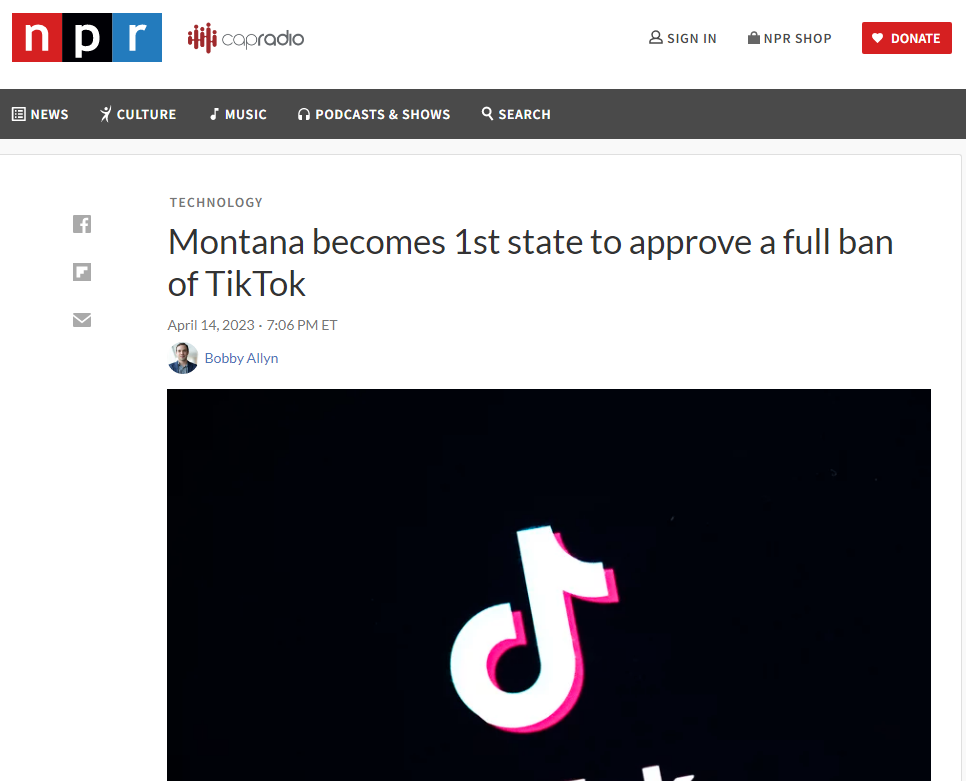 npr capradio SIGN IN NPR SHOP DONATE
NEWS CULTURE MUSIC PODCASTS & SHOWS SEARCH
TECHNOLOGY
Montana becomes 1st state to approve a full ban
of TikTok
April 14, 2023 · 7:06 PM ET
Bobby Allyn